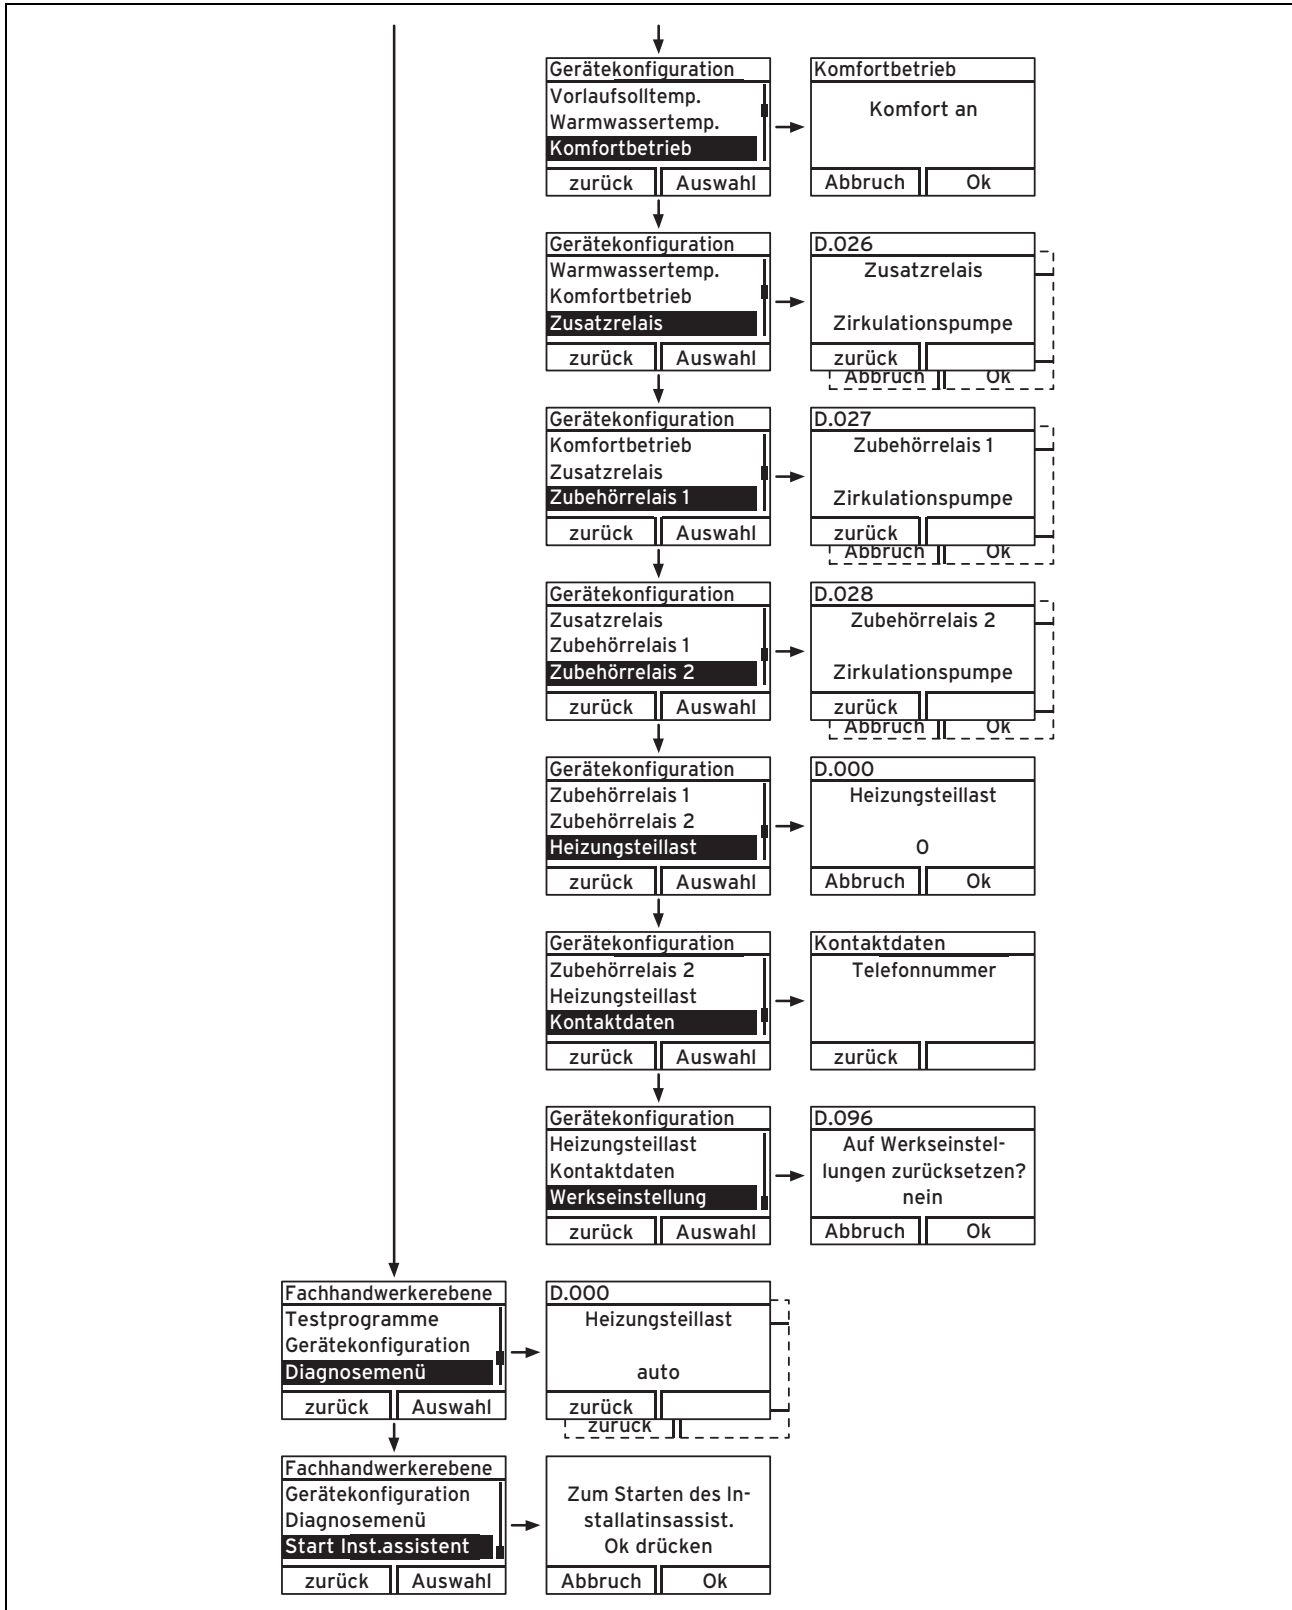 Gerätekonfiguration
Vorlaufsolltemp.
Warmwassertemp.
Komfortbetrieb
zurück Auswahl
Komfortbetrieb
Komfort an
Abbruch Ok
Gerätekonfiguration
Warmwassertemp.
Komfortbetrieb
Zusatzrelais
zurück Auswahl
D.026
Zusatzrelais
Zirkulationspumpe
zurück
Abbruch Ok
Gerätekonfiguration
Komfortbetrieb
Zusatzrelais
Zubehörrelais 1
zurück Auswahl
D.027
Zubehörrelais 1
Zirkulationspumpe
zurück
Abbruch Ok
Gerätekonfiguration
Zusatzrelais
Zubehörrelais 1
Zubehörrelais 2
zurück Auswahl
D.028
Zubehörrelais 2
Zirkulationspumpe
zurück
Abbruch Ok
Gerätekonfiguration
Zubehörrelais 1
Zubehörrelais 2
Heizungsteillast
zurück Auswahl
D.000
Heizungsteillast
0
Abbruch Ok
Gerätekonfiguration
Zubehörrelais 2
Heizungsteillast
Kontaktdaten
zurück Auswahl
Kontaktdaten
Telefonnummer
zurück
Gerätekonfiguration
Heizungsteillast
Kontaktdaten
Werkseinstellung
zurück Auswahl
D.096
Auf Werkseinstel-
lungen zurücksetzen?
nein
Abbruch Ok
Fachhandwerkerebene
Testprogramme
Gerätekonfiguration
Diagnosemenü
zurück Auswahl
D.000
Heizungsteillast
auto
zurück
zurück
Fachhandwerkerebene
Gerätekonfiguration
Diagnosemenü
Start Inst.assistent
zurück Auswahl
Zum Starten des In-
stallatinsassist.
Ok drücken
Abbruch Ok